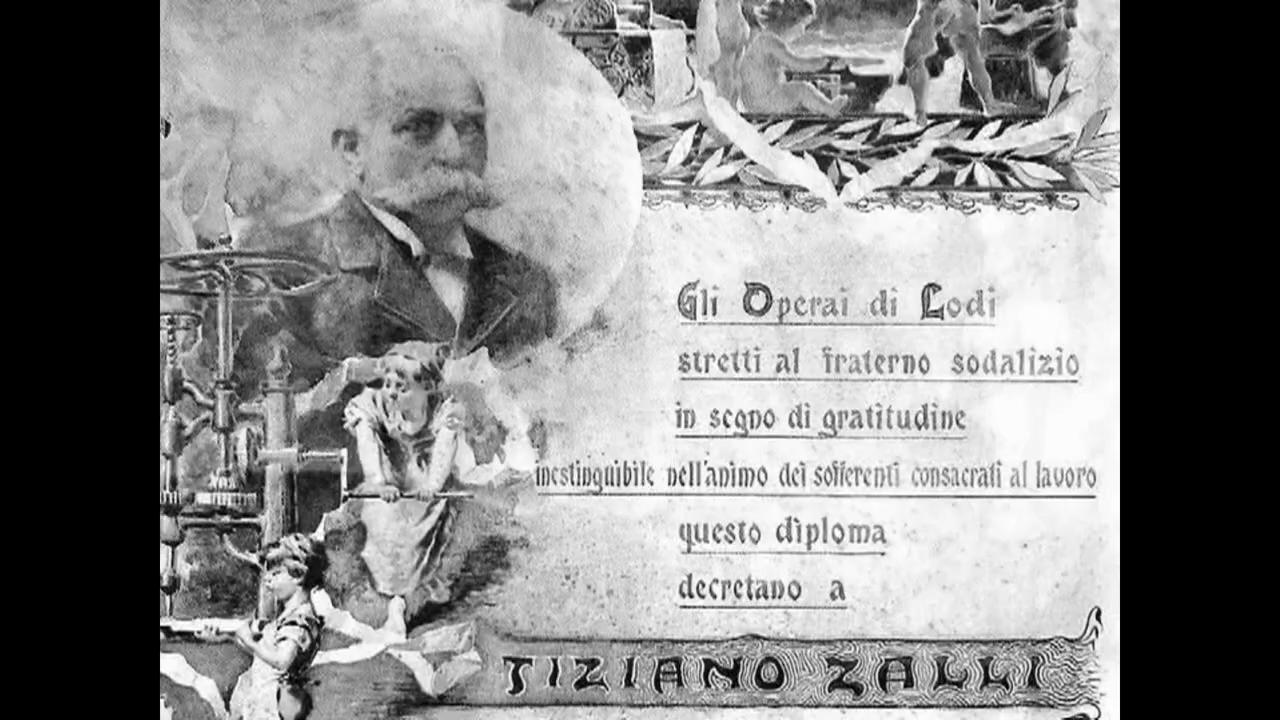 Gli Operai di Lodi
stretti al fraterno sodalizio
in segno di gratitudine
inestinguibile nell'animo dei sofferenti consacrati al lavoro
questo diploma
decretano a
TIZIANO ZALLI